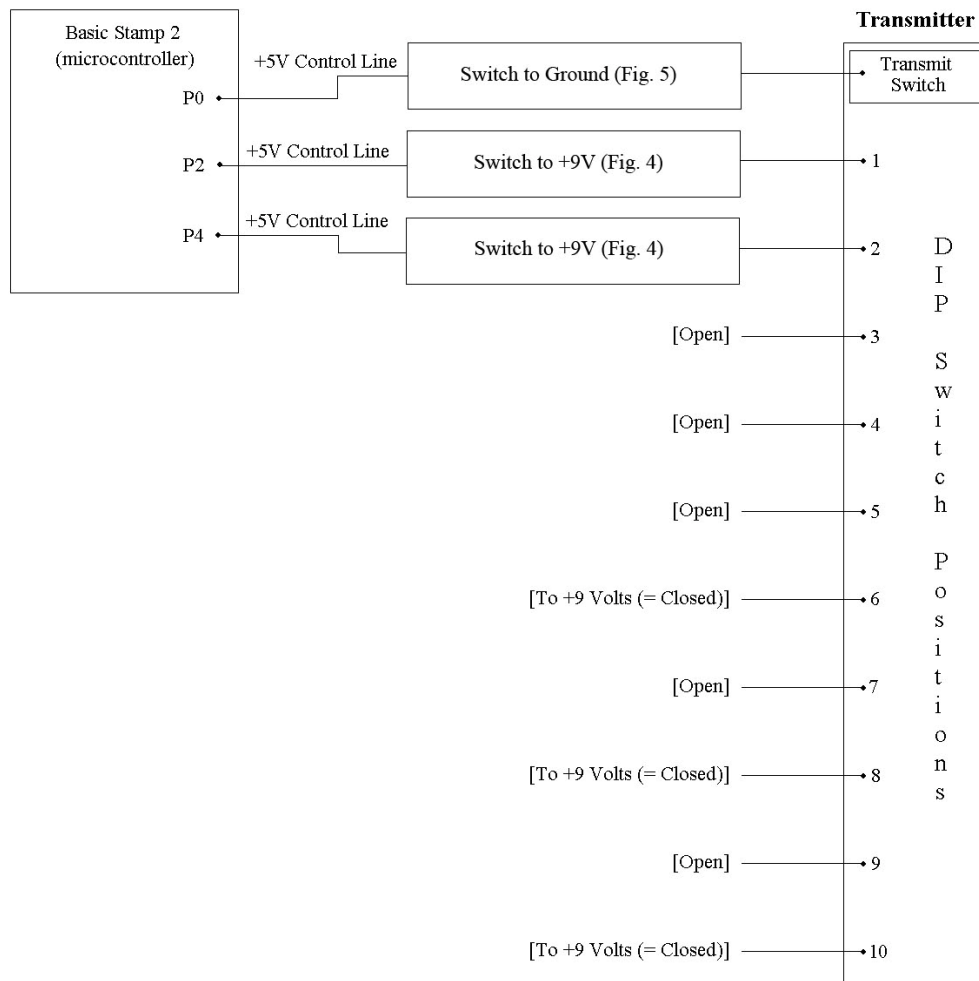 Transmitter
Basic Stamp 2
(microcontroller)
+5V Control Line
Switch to Ground (Fig. 5)
Transmit
Switch
P0
+5V Control Line
Switch to +9V (Fig. 4)
1
P2
+5V Control Line
Switch to +9V (Fig. 4)
2
P4
[Open]
3
[Open]
4
[Open]
5
[To +9 Volts (= Closed)]
6
[Open]
7
[To +9 Volts (= Closed)]
8
[Open]
9
[To +9 Volts (= Closed)]
10
DIP Switch Positions